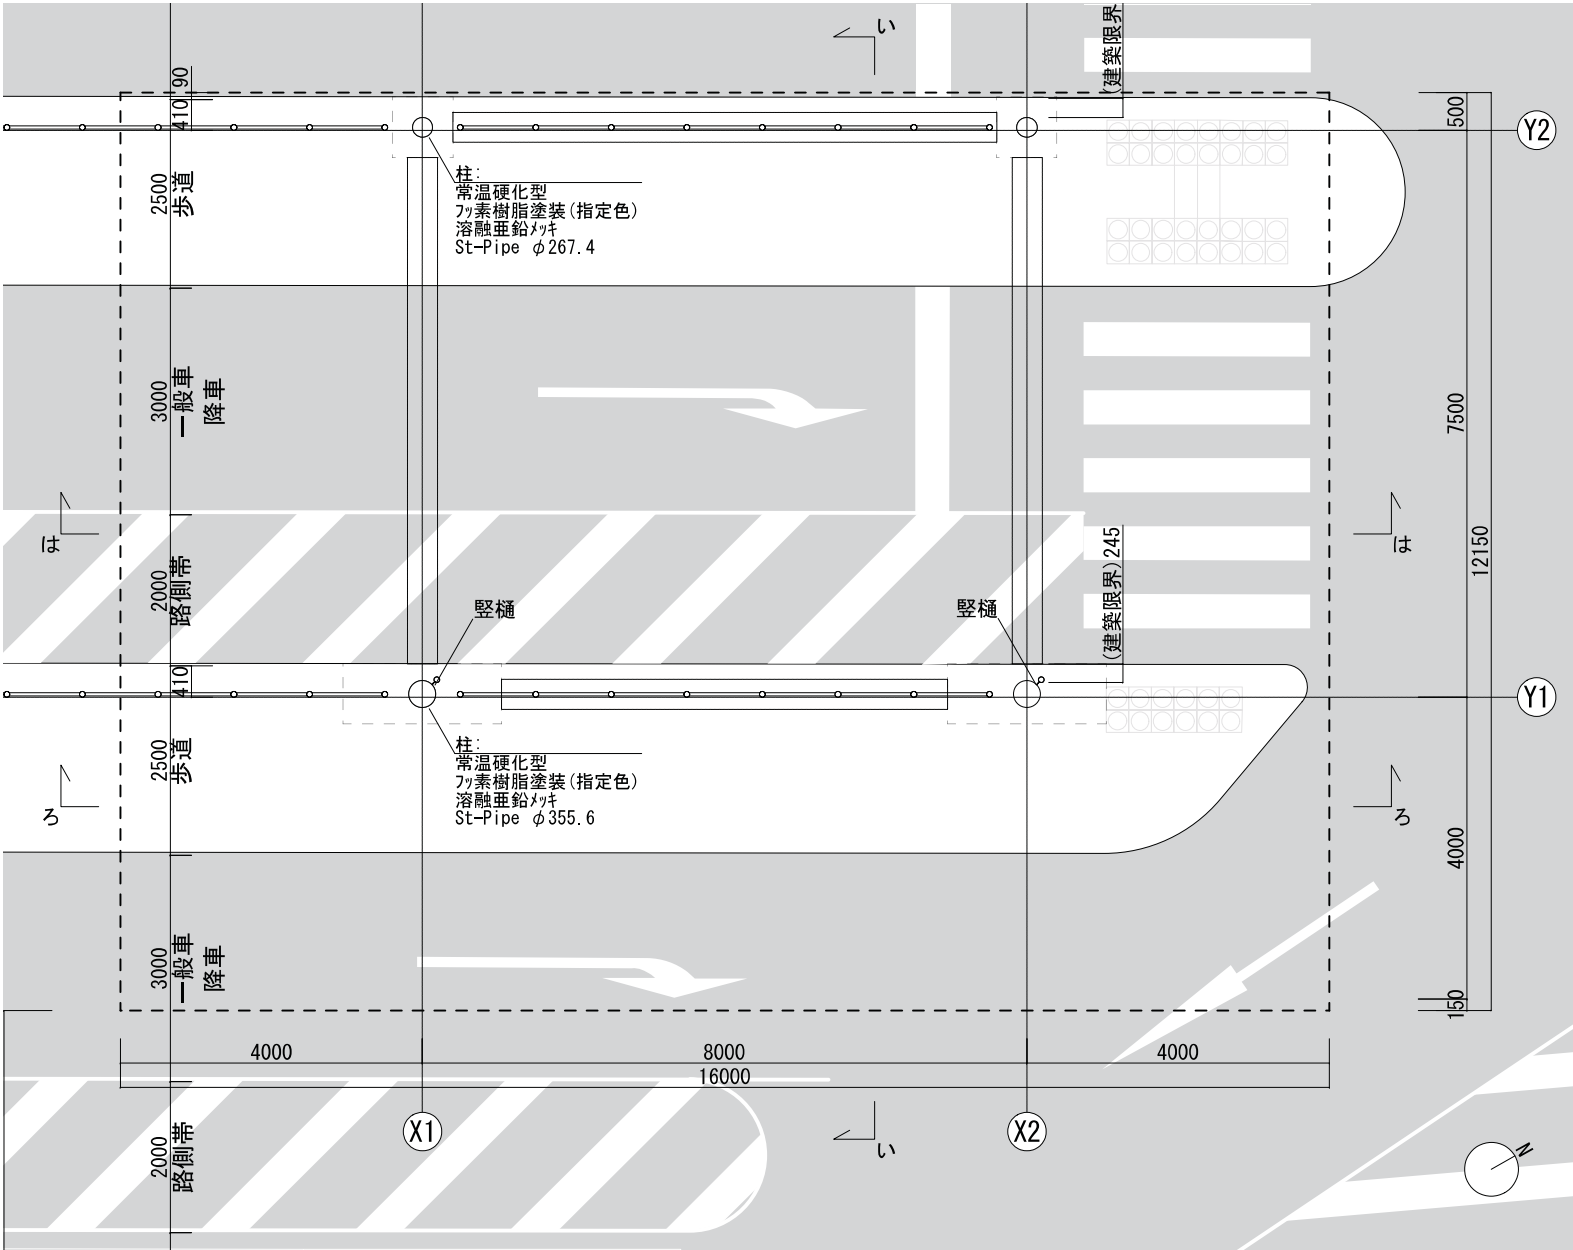 い
(建築限界)
90
410
500
Y2
2500
歩道
柱:
常温硬化型
フッ素樹脂塗装(指定色)
溶融亜鉛メッキ
St-Pipe φ267.4
3000
一般車
降車
7500
は
は
12150
2000
路側帯
竪樋
竪樋
(建築限界)245
410
Y1
2500
歩道
柱:
常温硬化型
フッ素樹脂塗装(指定色)
溶融亜鉛メッキ
St-Pipe φ355.6
ろ
ろ
4000
3000
一般車
降車
150
4000
8000
4000
16000
X1
X2
い
2000
路側帯
N